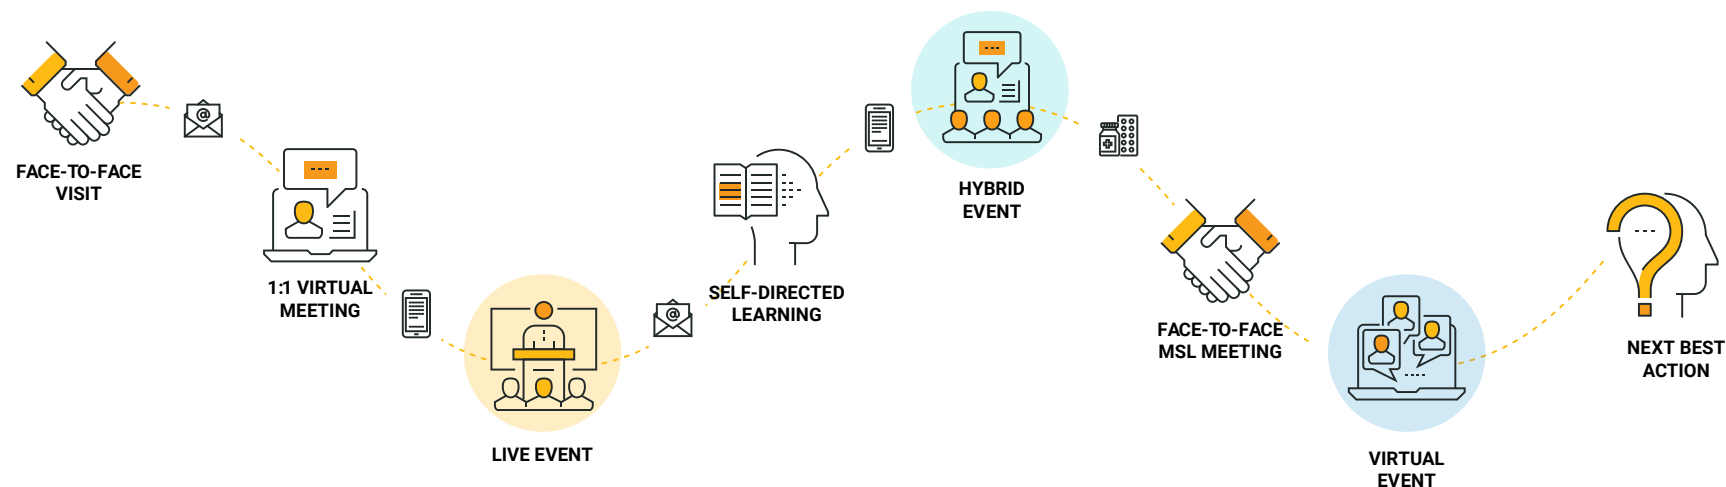 FACE-TO-FACE
VISIT
1:1 VIRTUAL
MEETING
LIVE EVENT
SELF-DIRECTED
LEARNING
HYBRID
EVENT
FACE-TO-FACE
MSL MEETING
VIRTUAL
EVENT
NEXT BEST
ACTION